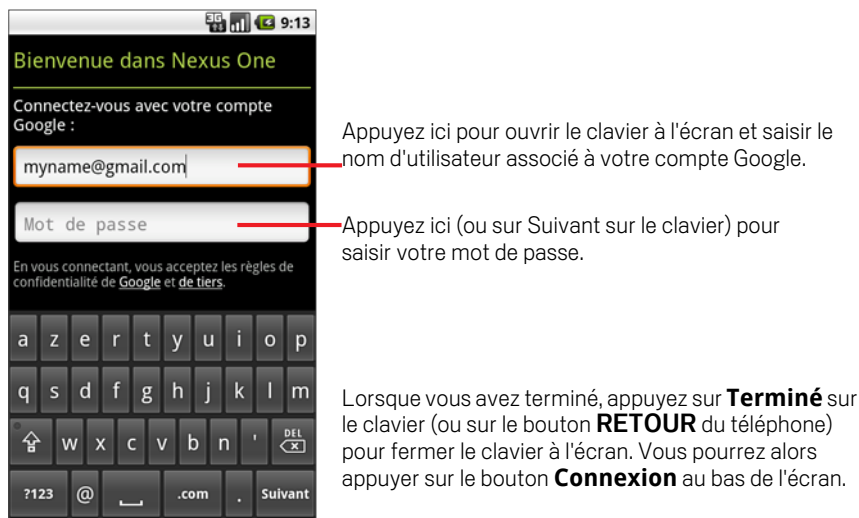 3G 9:13
Bienvenue dans Nexus One
Connectez-vous avec votre compte
Google :
myname@gmail.com
Mot de passe
En vous connectant, vous acceptez les règles de
confidentialité de Google et de tiers.
a z e r t y u i o p
q s d f g h j k l m
w x c v b n ' DEL
?123 @ .com . Suivant
Appuyez ici pour ouvrir le clavier à l'écran et saisir le
nom d'utilisateur associé à votre compte Google.
Appuyez ici (ou sur Suivant sur le clavier) pour
saisir votre mot de passe.
Lorsque vous avez terminé, appuyez sur Terminé sur
le clavier (ou sur le bouton RETOUR du téléphone)
pour fermer le clavier à l'écran. Vous pourrez alors
appuyer sur le bouton Connexion au bas de l'écran.